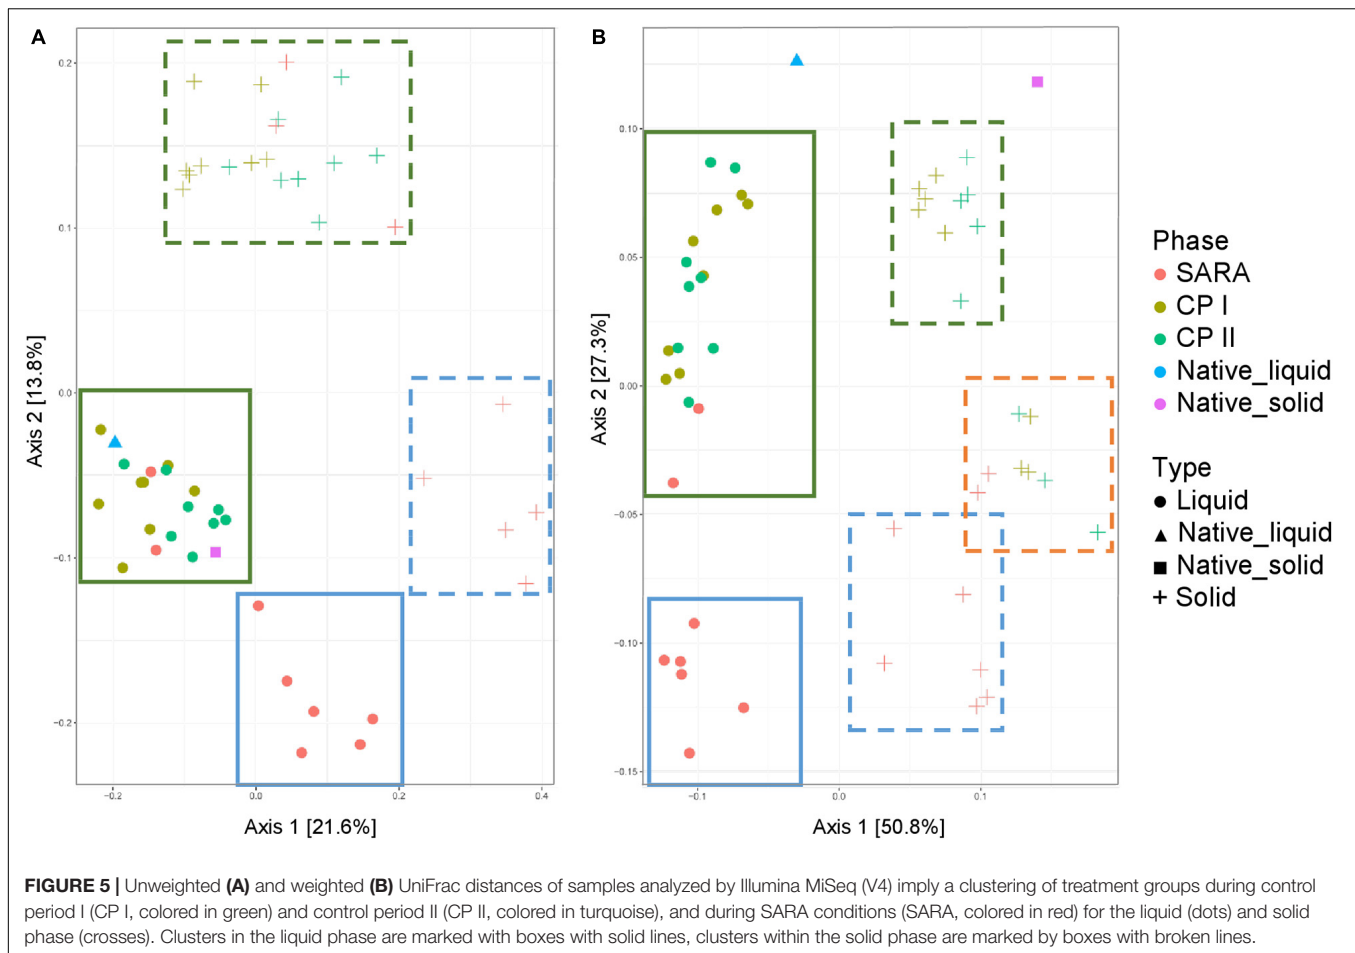 A
B
0.2
0.1
0.0
−0.1
−0.2
Axis 2 [13.8%]
−0.2
0.0
0.2
0.4
Axis 1 [21.6%]
0.10
0.05
0.00
−0.05
−0.10
−0.15
Axis 2 [27.3%]
−0.1
0.0
0.1
Axis 1 [50.8%]
Phase
SARA
CP I
CP II
Native_liquid
Native_solid
Type
Liquid
Native_liquid
Native_solid
Solid
FIGURE 5 | Unweighted (A) and weighted (B) UniFrac distances of samples analyzed by Illumina MiSeq (V4) imply a clustering of treatment groups during control
period I (CP I, colored in green) and control period II (CP II, colored in turquoise), and during SARA conditions (SARA, colored in red) for the liquid (dots) and solid
phase (crosses). Clusters in the liquid phase are marked with boxes with solid lines, clusters within the solid phase are marked by boxes with broken lines.